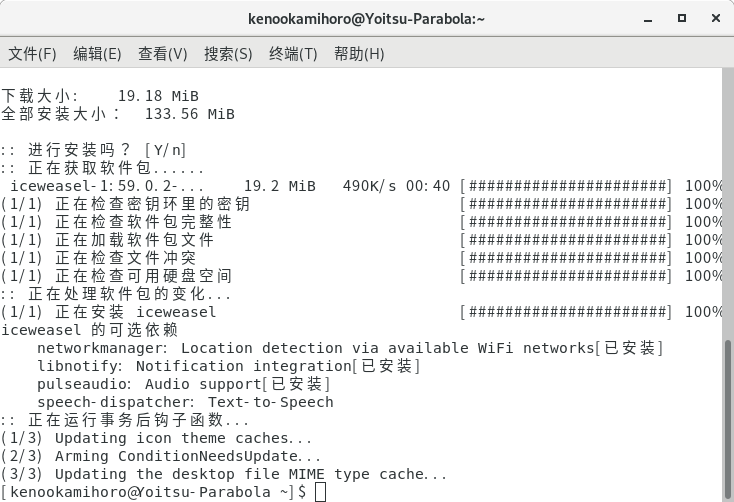 kenookamihoro@Yoitsu-Parabola:~
文件(F) 编辑(E) 查看(V) 搜索(S) 终端(T) 帮助(H)
下载大小:    19.18 MiB
全部安装大小：  133.56 MiB
:: 进行安装吗？ [Y/n]
:: 正在获取软件包......
 iceweasel-1:59.0.2-...    19.2 MiB   490K/s 00:40 [######################] 100%
(1/1) 正在检查密钥环里的密钥                       [######################] 100%
(1/1) 正在检查软件包完整性                         [######################] 100%
(1/1) 正在加载软件包文件                           [######################] 100%
(1/1) 正在检查文件冲突                             [######################] 100%
(1/1) 正在检查可用硬盘空间                         [######################] 100%
:: 正在处理软件包的变化...
(1/1) 正在安装 iceweasel                           [######################] 100%
iceweasel 的可选依赖
    networkmanager: Location detection via available WiFi networks[已安装]
    libnotify: Notification integration[已安装]
    pulseaudio: Audio support[已安装]
    speech-dispatcher: Text-to-Speech
:: 正在运行事务后钩子函数...
(1/3) Updating icon theme caches...
(2/3) Arming ConditionNeedsUpdate...
(3/3) Updating the desktop file MIME type cache...
[kenookamihoro@Yoitsu-Parabola ~]$